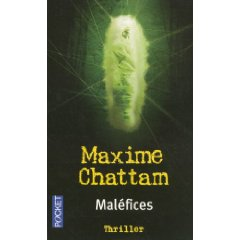 Maxime
Chattam
Maléfices
POCKET
Thriller